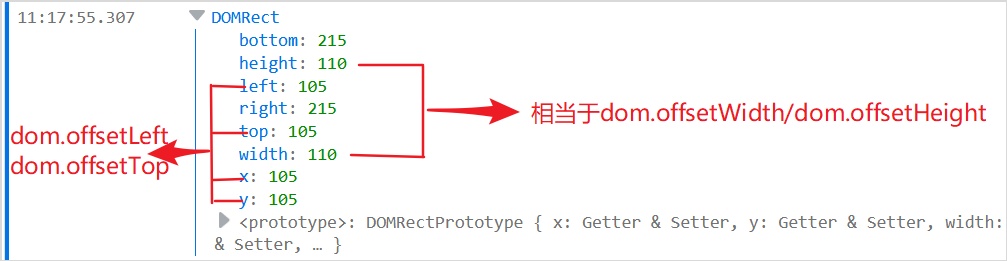 11:17:55.307 DOMRect
bottom: 215
height: 110
left: 105
right: 215
top: 105
width: 110
x: 105
y: 105
<prototype>: DOMRectPrototype { x: Getter & Setter, y: Getter & Setter, width:
& Setter, … }
dom.offsetLeft
dom.offsetTop
相当于dom.offsetWidth/dom.offsetHeight